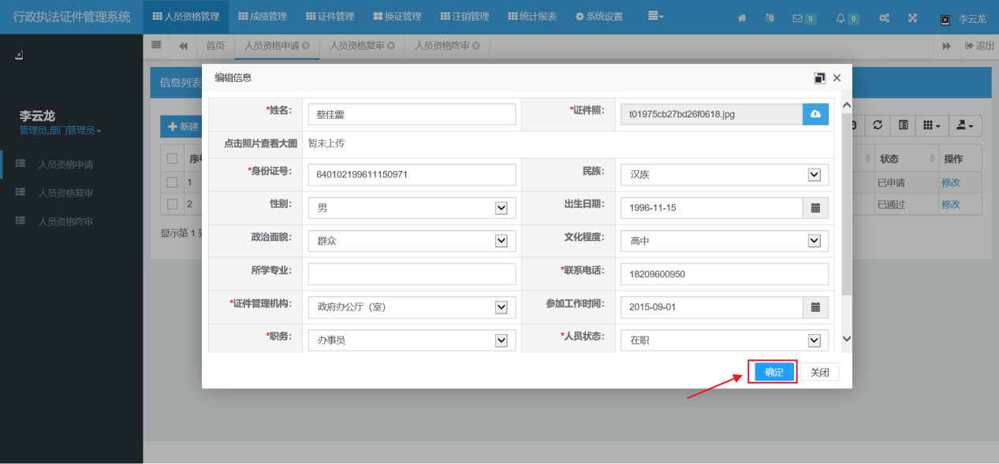 行政执法证件管理系统 人员资格管理 成绩管理 证件管理 换证管理 注销管理 统计报表 系统设置 0 0 李云龙
首页 人员资格申请 人员资格复审 人员资格终审 退出
李云龙
管理员,部门管理员
人员资格申请
人员资格复审
人员资格终审
信息列表
新建
状态 操作
1 已申请 修改
2 已通过 修改
显示第 1
编辑信息
*姓名: 蔡佳震 *证件照: t01975cb27bd26f0618.jpg
点击照片查看大图 暂未上传
*身份证号: 640102199611150971 民族: 汉族
性别: 男 出生日期: 1996-11-15
政治面貌: 群众 文化程度: 高中
所学专业: *联系电话: 18209600950
*证件管理机构: 政府办公厅（室） 参加工作时间: 2015-09-01
*职务: 办事员 *人员状态: 在职
确定 关闭